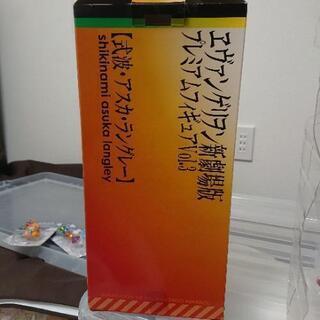 ヱヴァンゲリヲン新劇場版
プレミアムフィギュアVol.3
【式波・アスカ・ラングレー】
shikinami asuka langley